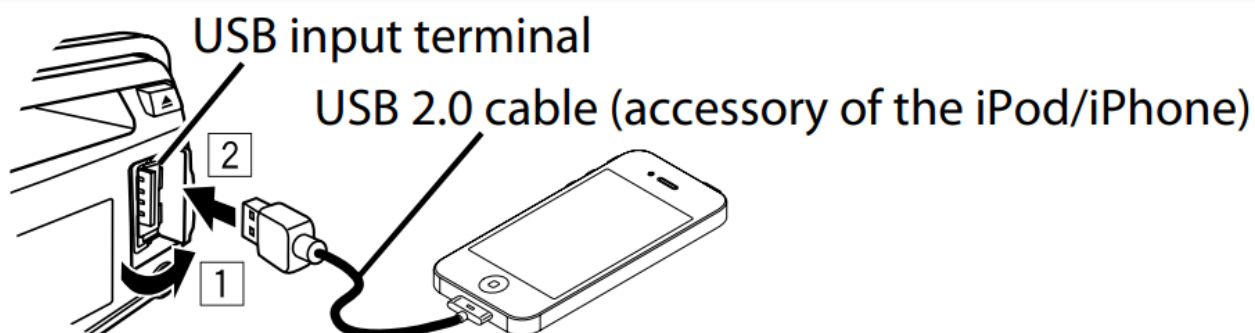 USB input terminal
USB 2.0 cable (accessory of the iPod/iPhone)
2
1